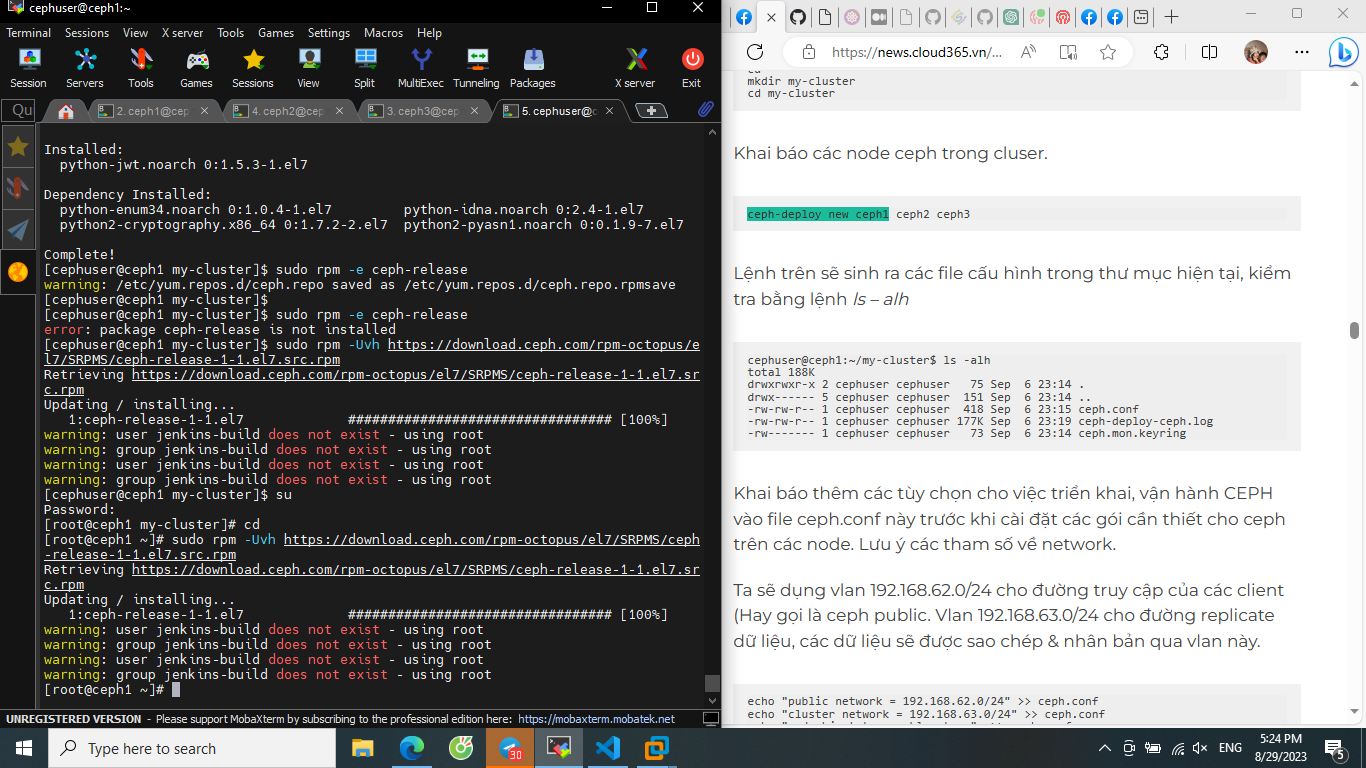 cephuser@ceph1:~
Terminal Sessions View X server Tools Games Settings Macros Help
Session Servers Tools Games Sessions View Split MultiExec Tunneling Packages X server Exit
Qu 2. ceph1@cep 4. ceph2@cep 3. ceph3@cep 5. cephuser@c
Installed:
python-jwt.noarch 0:1.5.3-1.el7
Dependency Installed:
python-enum34.noarch 0:1.0.4-1.el7 python-idna.noarch 0:2.4-1.el7
python2-cryptography.x86_64 0:1.7.2-2.el7 python2-pyasn1.noarch 0:0.1.9-7.el7
Complete!
[cephuser@ceph1 my-cluster]$ sudo rpm -e ceph-release
warning: /etc/yum.repos.d/ceph.repo saved as /etc/yum.repos.d/ceph.repo.rpmsave
[cephuser@ceph1 my-cluster]$
[cephuser@ceph1 my-cluster]$ sudo rpm -e ceph-release
error: package ceph-release is not installed
[cephuser@ceph1 my-cluster]$ sudo rpm -Uvh https://download.ceph.com/rpm-octopus/e
l7/SRPMS/ceph-release-1-1.el7.src.rpm
Retrieving https://download.ceph.com/rpm-octopus/el7/SRPMS/ceph-release-1-1.el7.sr
c.rpm
Updating / installing...
1:ceph-release-1-1.el7 ################################# [100%]
warning: user jenkins-build does not exist - using root
warning: group jenkins-build does not exist - using root
warning: user jenkins-build does not exist - using root
warning: group jenkins-build does not exist - using root
[cephuser@ceph1 my-cluster]$ su
Password:
[root@ceph1 my-cluster]# cd
[root@ceph1 ~]# sudo rpm -Uvh https://download.ceph.com/rpm-octopus/el7/SRPMS/ceph
-release-1-1.el7.src.rpm
Retrieving https://download.ceph.com/rpm-octopus/el7/SRPMS/ceph-release-1-1.el7.sr
c.rpm
Updating / installing...
1:ceph-release-1-1.el7 ################################# [100%]
warning: user jenkins-build does not exist - using root
warning: group jenkins-build does not exist - using root
warning: user jenkins-build does not exist - using root
warning: group jenkins-build does not exist - using root
[root@ceph1 ~]#
UNREGISTERED VERSION - Please support MobaXterm by subscribing to the professional edition here: https://mobaxterm.mobatek.net
https://news.cloud365.vn/...
cd
mkdir my-cluster
cd my-cluster
Khai báo các node ceph trong cluser.
ceph-deploy new ceph1 ceph2 ceph3
Lệnh trên sẽ sinh ra các file cấu hình trong thư mục hiện tại, kiểm
tra bằng lệnh ls – alh
cephuser@ceph1:~/my-cluster$ ls -alh
total 188K
drwxrwxr-x 2 cephuser cephuser 75 Sep 6 23:14 .
drwx------ 5 cephuser cephuser 151 Sep 6 23:14 ..
-rw-rw-r-- 1 cephuser cephuser 418 Sep 6 23:15 ceph.conf
-rw-rw-r-- 1 cephuser cephuser 177K Sep 6 23:19 ceph-deploy-ceph.log
-rw------- 1 cephuser cephuser 73 Sep 6 23:14 ceph.mon.keyring
Khai báo thêm các tùy chọn cho việc triển khai, vận hành CEPH
vào file ceph.conf này trước khi cài đặt các gói cần thiết cho ceph
trên các node. Lưu ý các tham số về network.
Ta sẽ dụng vlan 192.168.62.0/24 cho đường truy cập của các client
(Hay gọi là ceph public. Vlan 192.168.63.0/24 cho đường replicate
dữ liệu, các dữ liệu sẽ được sao chép & nhân bản qua vlan này.
echo "public network = 192.168.62.0/24" >> ceph.conf
echo "cluster network = 192.168.63.0/24" >> ceph.conf
Type here to search
30
ENG
5:24 PM
8/29/2023
5